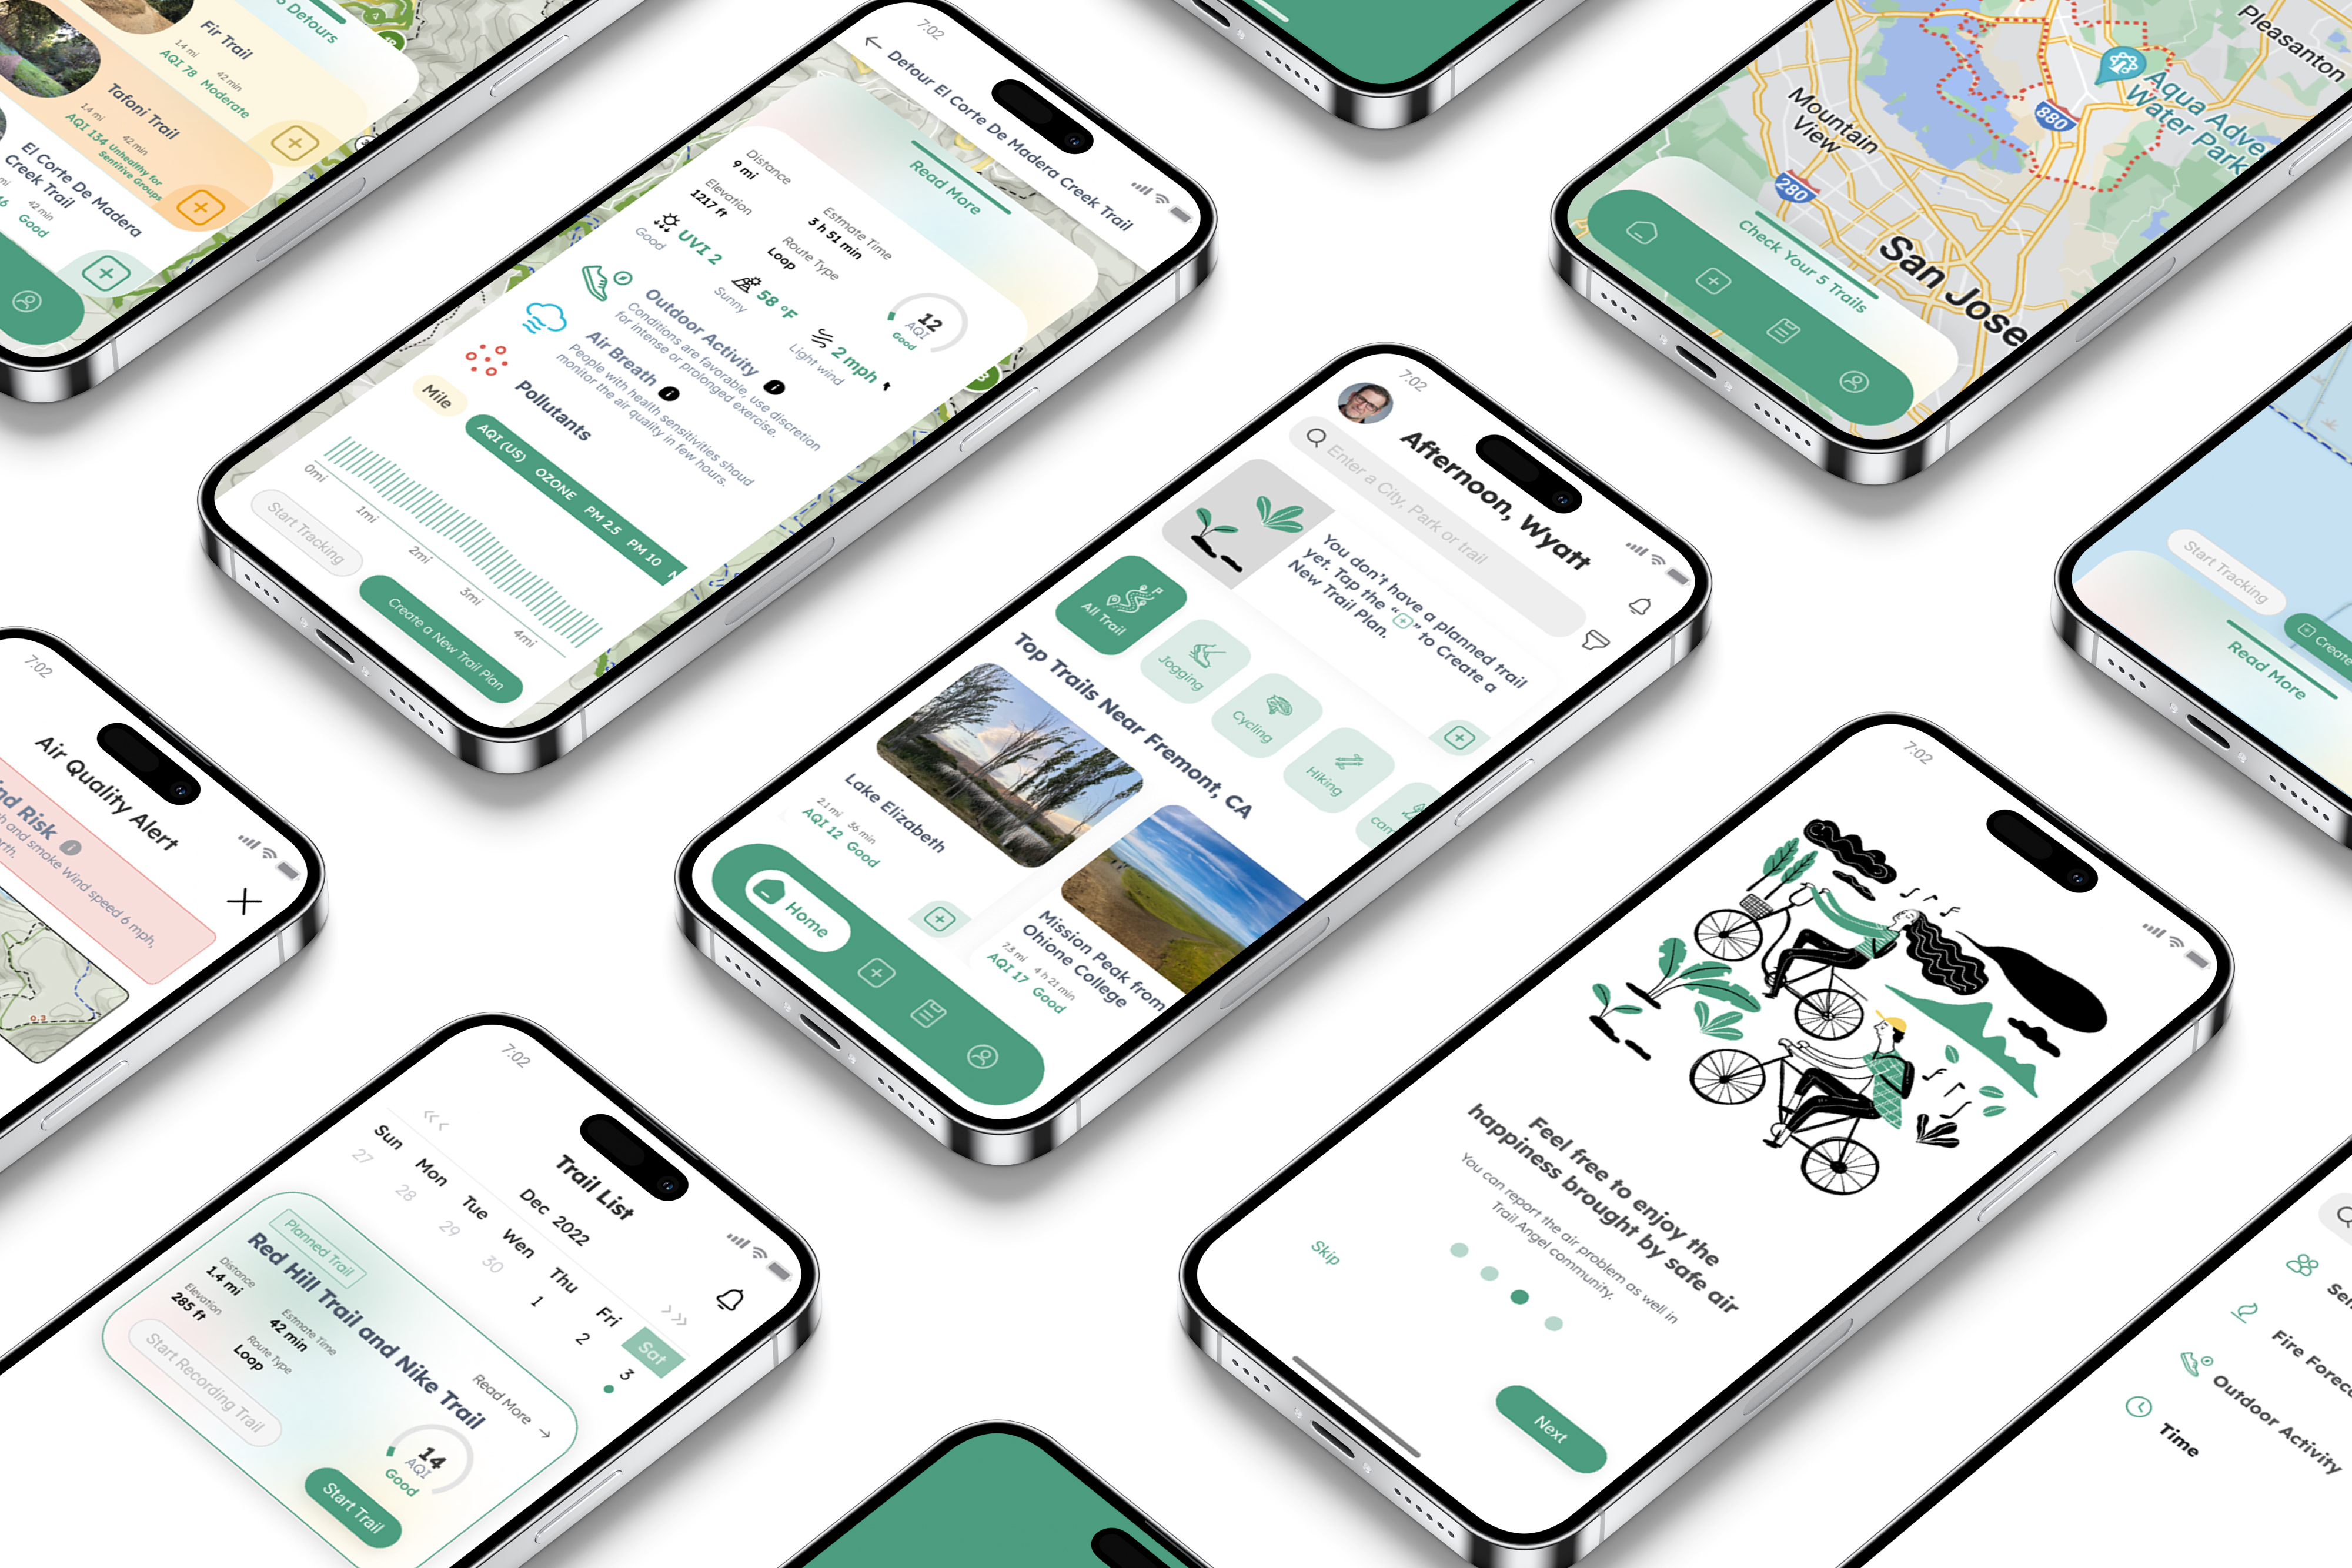 Detours
Fir Trail
1.4 mi 42 min
AQI 78 Moderate
Tafoni Trail
1.4 mi 42 min
AQI 134 Unhealthy for
Sentitive Groups
El Corte De Madera
Creek Trail
mi 42 min
Good
7:02
Detour El Corte De Madera Creek Trail
Read More
Distance
9 mi
Estmate Time
3 h 51 min
Elevation
1217 ft
Route Type
Loop
UVI 2
Good
58 °F
Sunny
2 mph
Light wind
12
AQI
Good
Outdoor Activity
Conditions are favorable, use discretion
for intense or prolonged exercise.
Air Breath
People with health sensitivities shoud
monitor the air quality in few hours.
Pollutants
Mile
AQI (US) OZONE PM 2.5 PM 10
0mi 1mi 2mi 3mi 4mi
Start Tracking
Create a New Trail Plan
Pleasanton
Mountain
View
Aqua Adve
Water Park
880
280
San Jose
Check Your 5 Trails
7:02
Afternoon, Wyatt
Enter a City, Park or trail
You don't have a planned trail
yet. Tap the “ ” to Create a
New Trail Plan.
All Trail
Jogging
Cycling
Hiking
cam
Top Trails Near Fremont, CA
Lake Elizabeth
2.1 mi 36 min
AQI 12 Good
Mission Peak from
Ohione College
7.3 mi 4 h 21 min
AQI 17 Good
Home
Start Tracking
Create
Read More
7:02
Air Quality Alert
nd Risk
h and smoke Wind speed 6 mph,
orth.
0.3
7:02
Trail List
Dec 2022
Sun Mon Tue Wen Thu Fri Sat
27 28 29 30 1 2 3
Planned Trail
Red Hill Trail and Nike Trail
Distance
1.4 mi
Estmate Time
42 min
Elevation
285 ft
Route Type
Loop
Read More
14
AQI
Good
Start Recording Trail
Start Trail
7:02
Feel free to enjoy the
happiness brought by safe air
You can report the air problem as well in
Trail Angel community.
Skip
Next
Fire Foreca
Outdoor Activity
Time